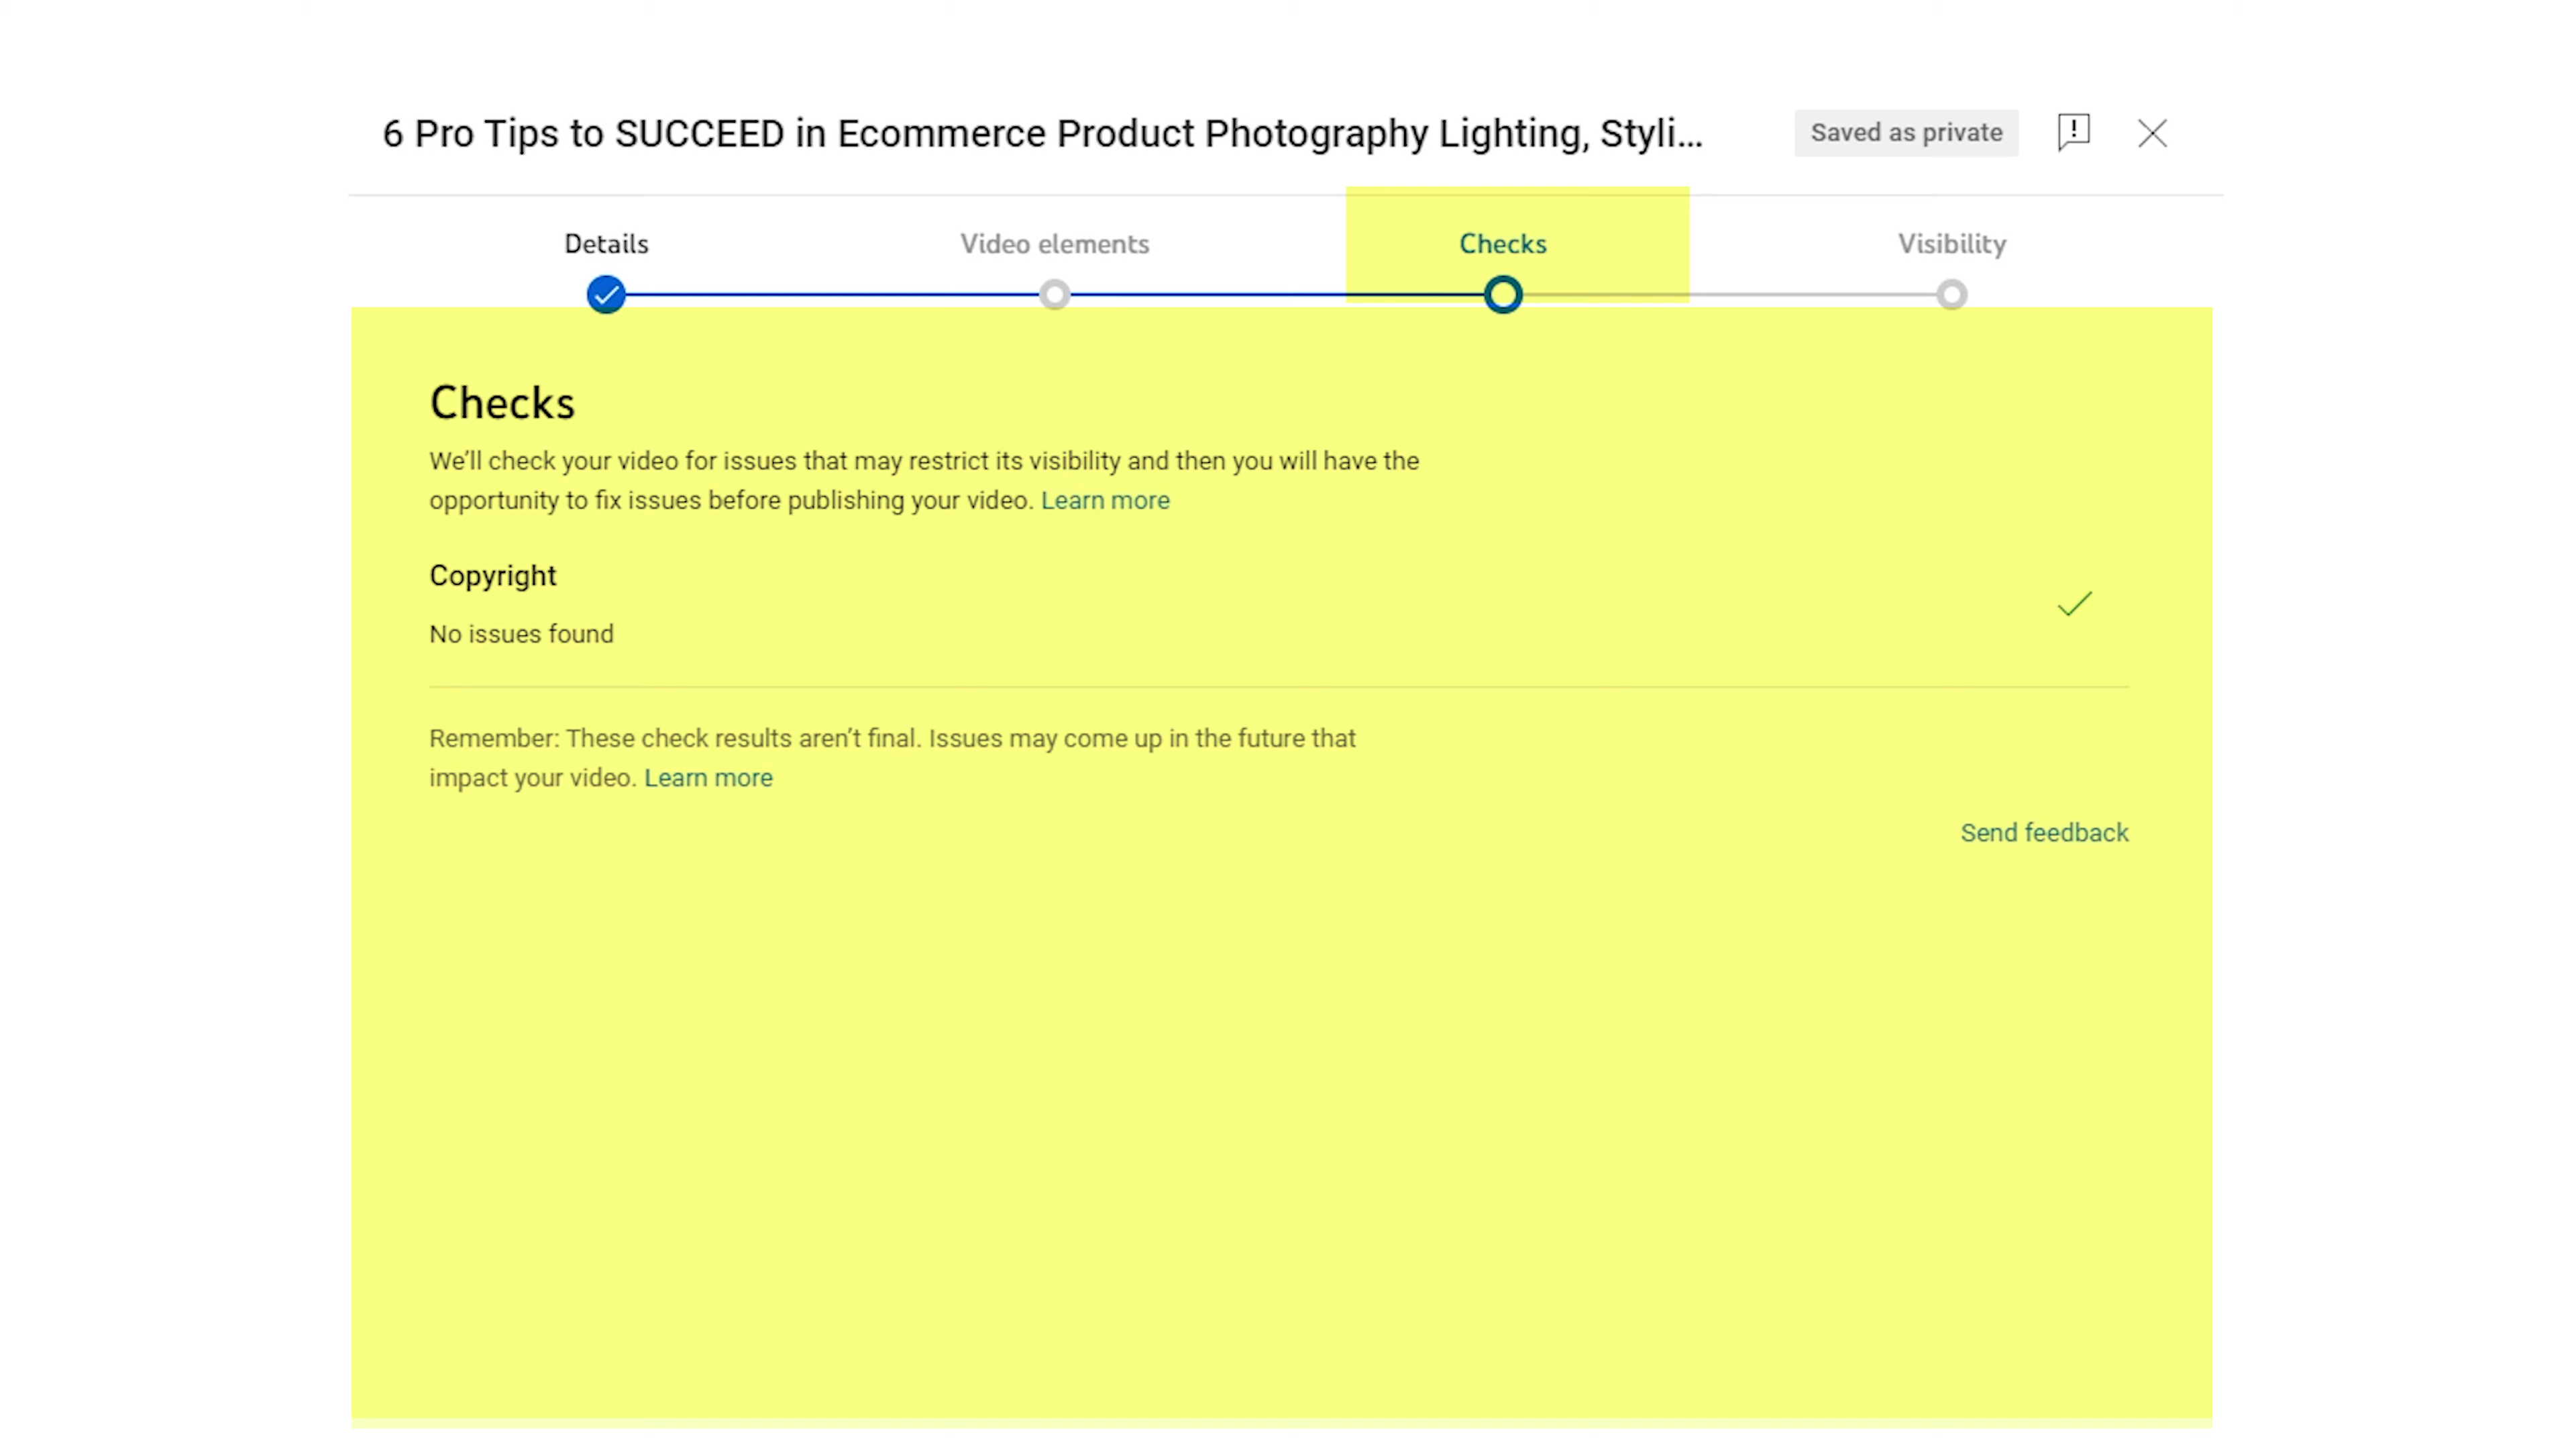 6 Pro Tips to SUCCEED in Ecommerce Product Photography Lighting, Styli...
Saved as private
Details
Video elements
Checks
Visibility
Checks
We'll check your video for issues that may restrict its visibility and then you will have the
opportunity to fix issues before publishing your video. Learn more
Copyright
No issues found
Remember: These check results aren't final. Issues may come up in the future that
impact your video. Learn more
Send feedback